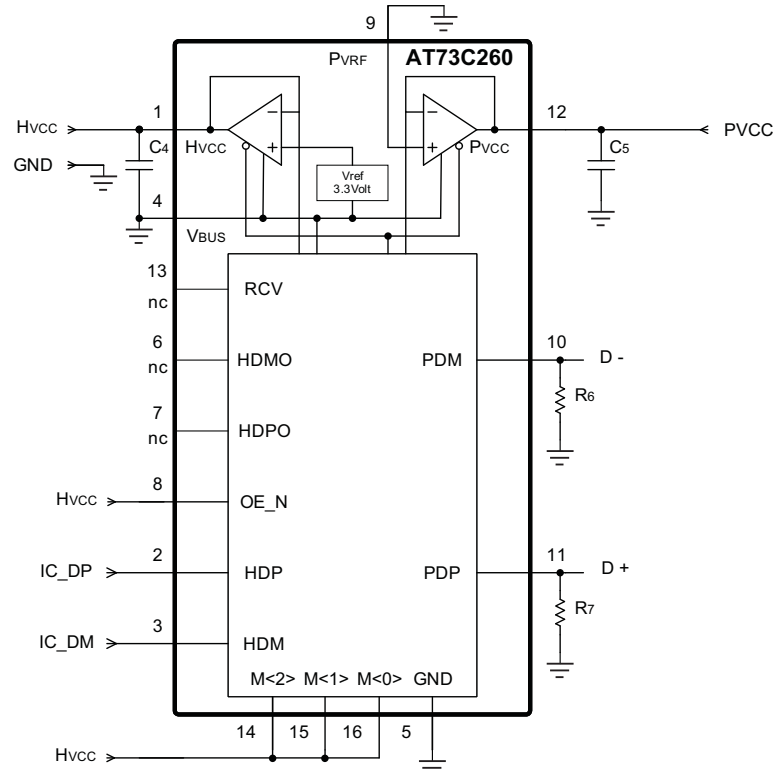 9
PVRF
AT73C260
1
12
HVCC
C4
HVCC
PVCC
C5
PVCC
GND
Vref
3.3Volt
4
VBUS
13
nc
RCV
6
nc
HDMO
PDM
10
D -
R6
7
nc
HDPO
8
HVCC
OE_N
2
IC_DP
HDP
PDP
11
D +
R7
3
IC_DM
HDM
M<2> M<1> M<0> GND
14 15 16 5
HVCC